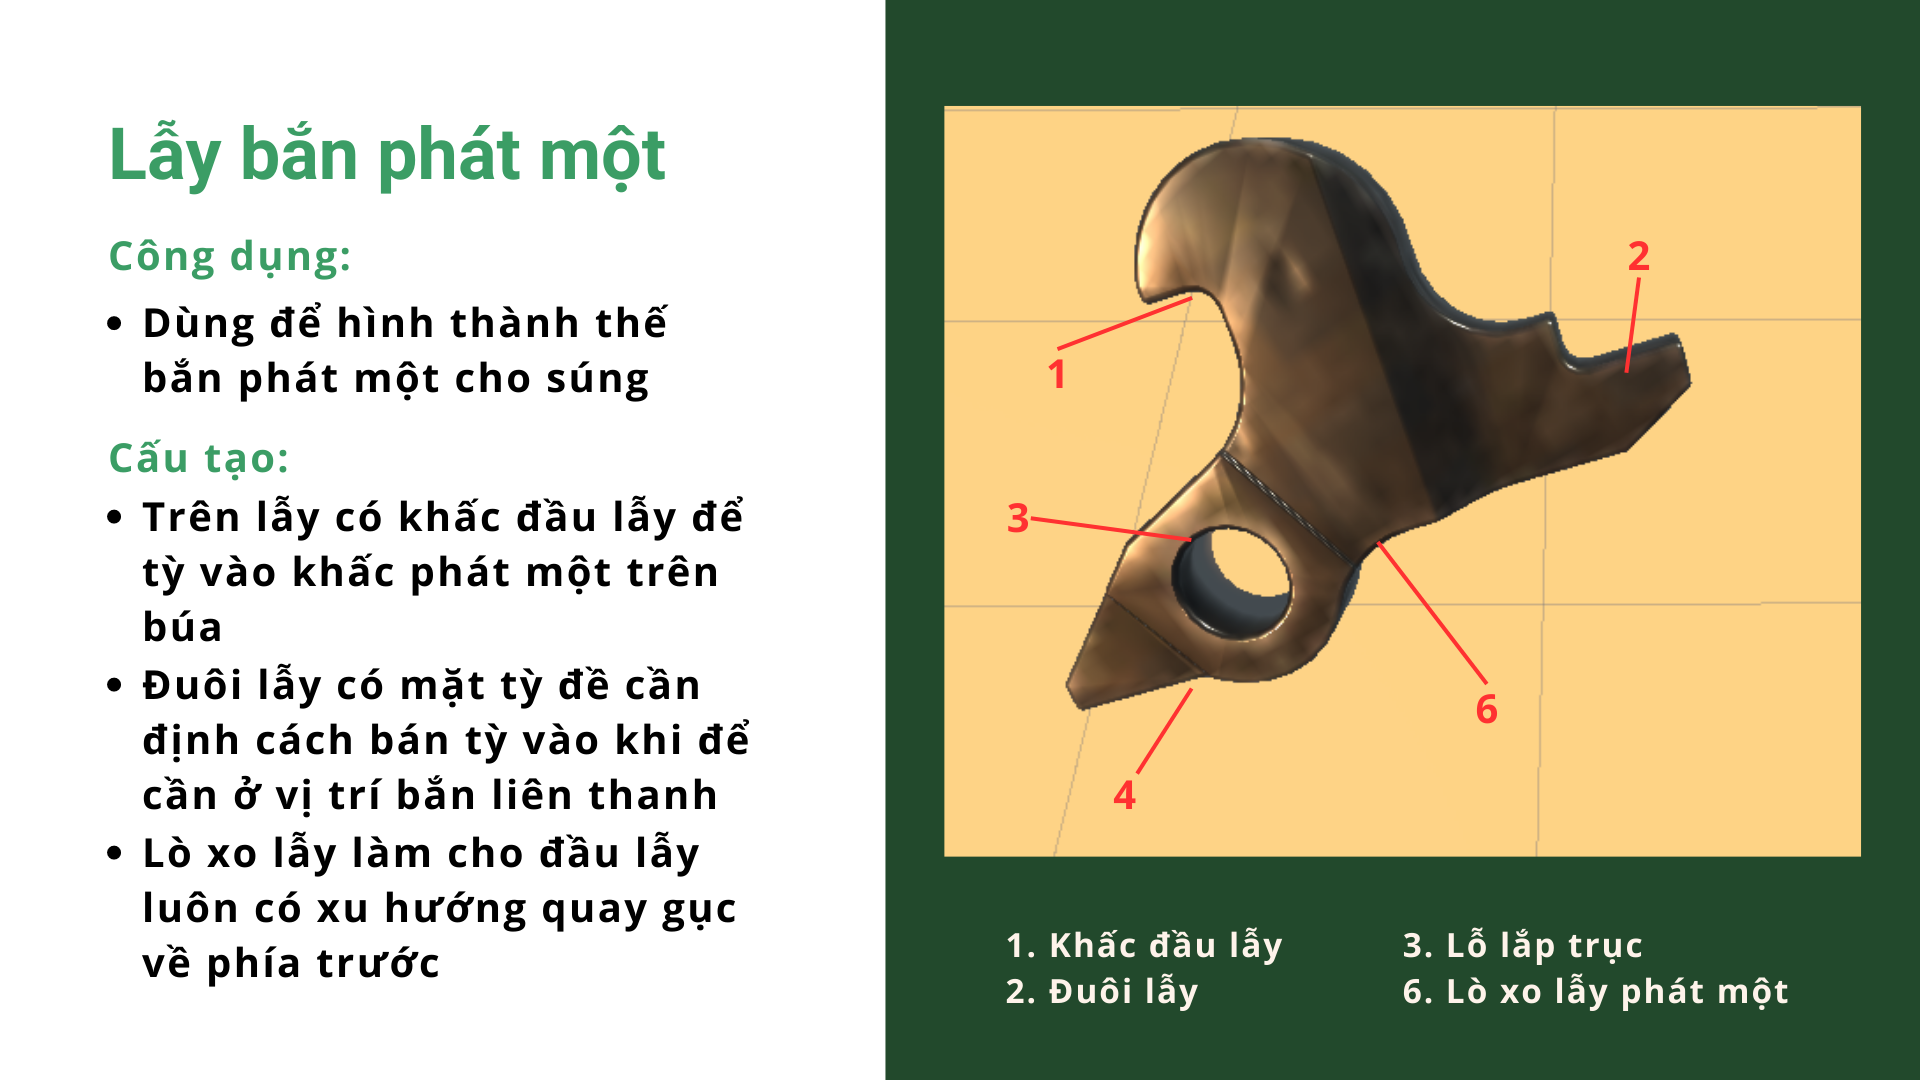 Lẫy bắn phát một
Công dụng:
• Dùng để hình thành thế
bắn phát một cho súng
Cấu tạo:
• Trên lẫy có khấc đầu lẫy để
tỳ vào khấc phát một trên
búa
• Đuôi lẫy có mặt tỳ đề cần
định cách bán tỳ vào khi để
cần ở vị trí bắn liên thanh
• Lò xo lẫy làm cho đầu lẫy
luôn có xu hướng quay gục
về phía trước
1
2
3
4
6
1. Khấc đầu lẫy
2. Đuôi lẫy
3. Lỗ lắp trục
6. Lò xo lẫy phát một